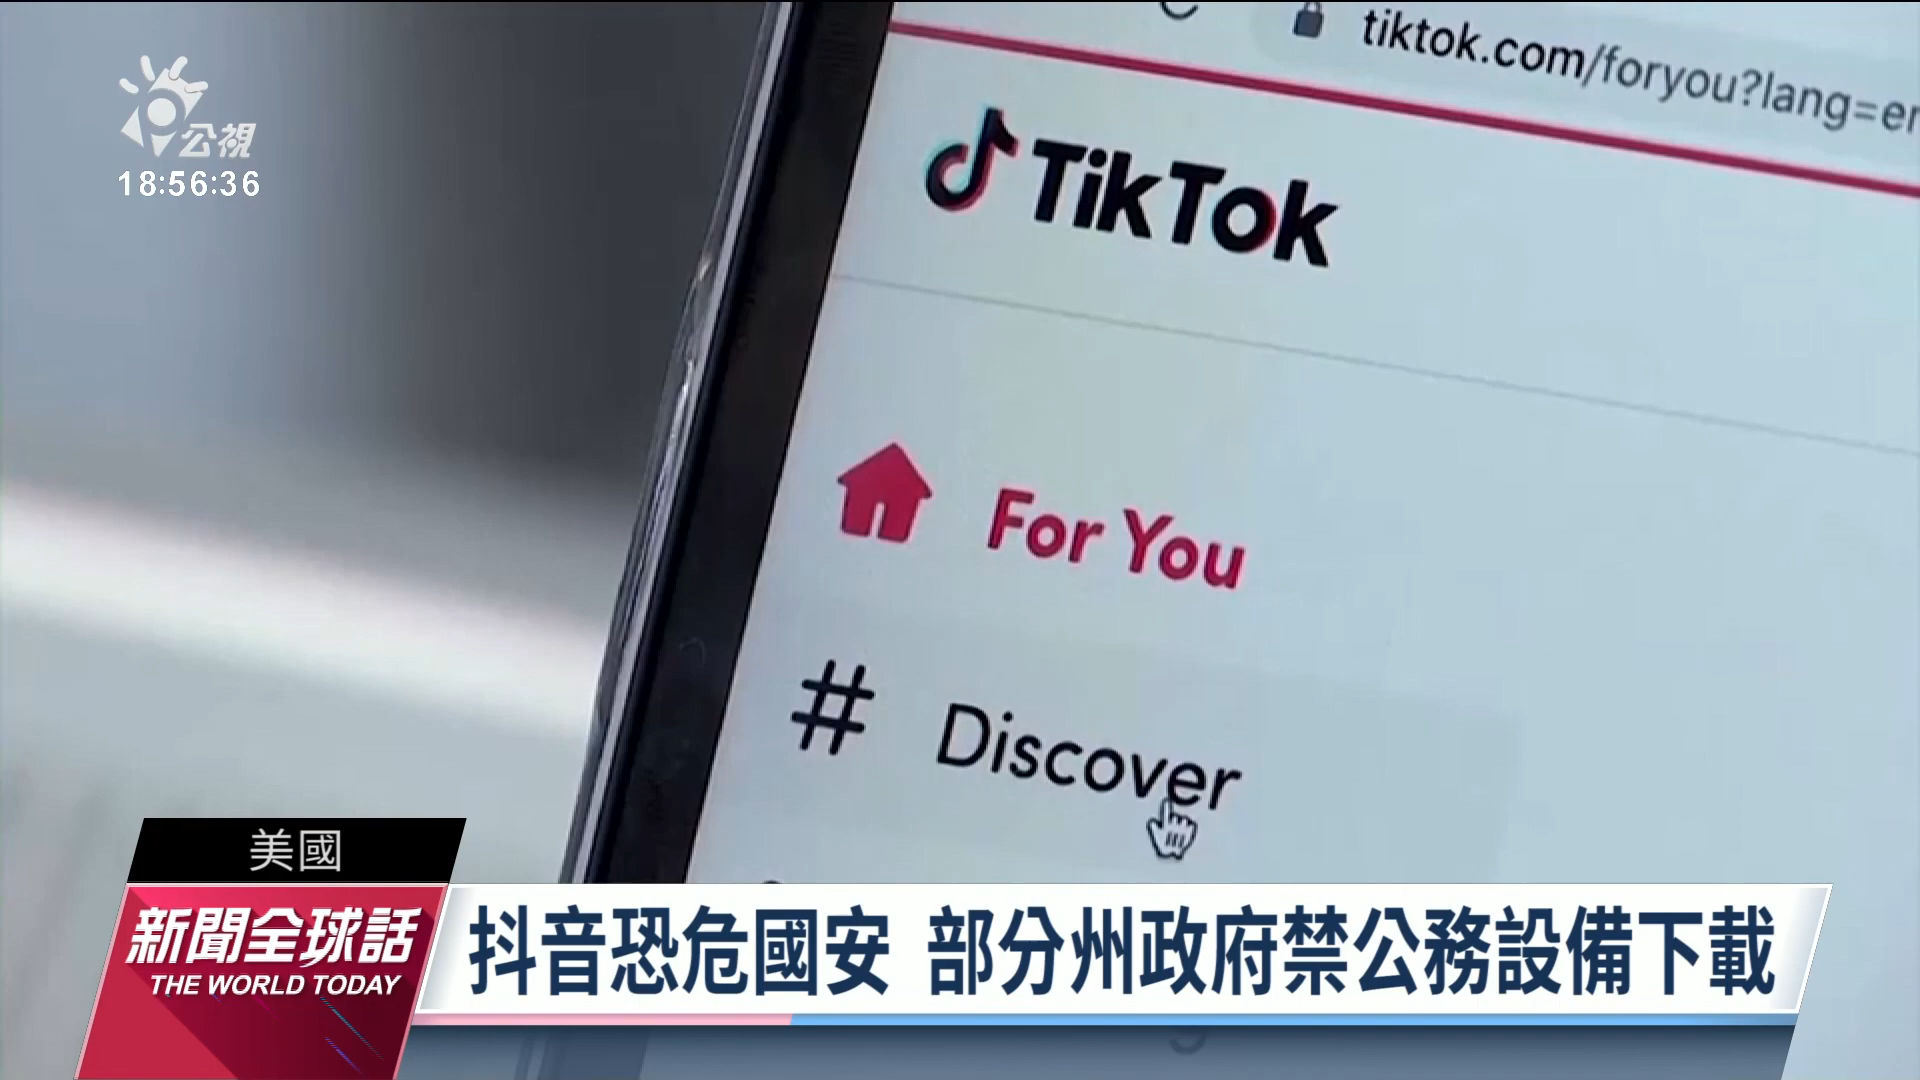 tiktok.com/foryou?lang=en
公視
18:56:36
TikTok
For You
# Discover
美國
新聞全球話
THE WORLD TODAY
抖音恐危國安 部分州政府禁公務設備下載